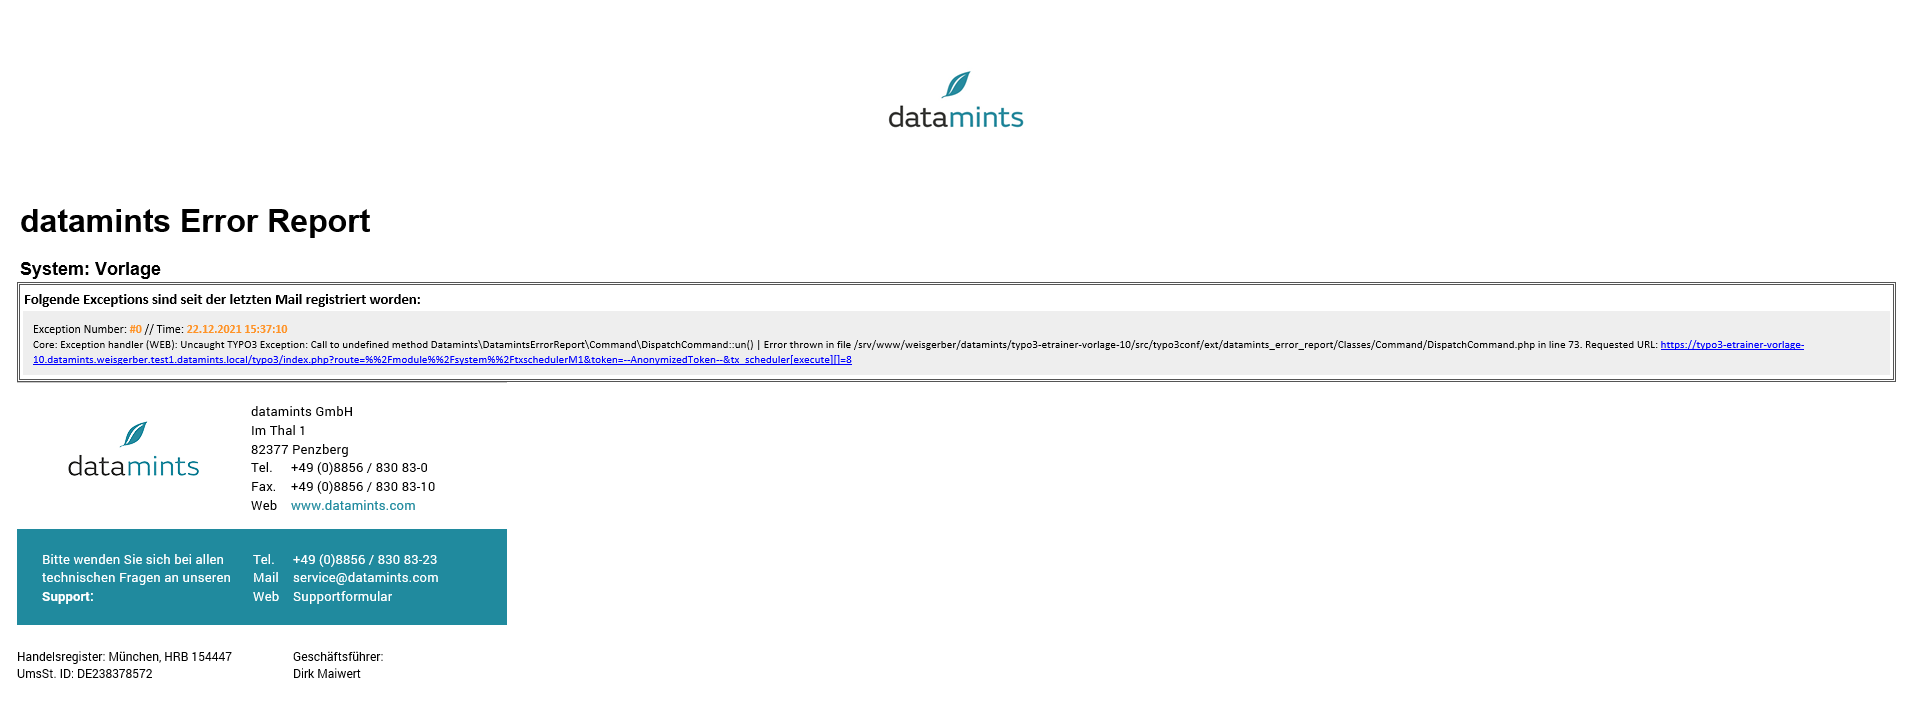 datamints
datamints Error Report
System: Vorlage
Folgende Exceptions sind seit der letzten Mail registriert worden:
Exception Number: #0 // Time: 22.12.2021 15:37:10
Core: Exception handler (WEB): Uncaught TYPO3 Exception: Call to undefined method Datamints\DatamintsErrorReport\Command\DispatchCommand::un() | Error thrown in file /srv/www/weisgerber/datamints/typo3-etrainer-vorlage-10/src/typo3conf/ext/datamints_error_report/Classes/Command/DispatchCommand.php in line 73. Requested URL: https://typo3-etrainer-vorlage-
10.datamints.weisgerber.test1.datamints.local/typo3/index.php?route=%%2Fmodule%%2Fsystem%%2FtxschedulerM1&token=--AnonymizedToken--&tx_scheduler[execute][]=8
datamints
datamints GmbH
Im Thal 1
82377 Penzberg
Tel. +49 (0)8856 / 830 83-0
Fax. +49 (0)8856 / 830 83-10
Web www.datamints.com
Bitte wenden Sie sich bei allen
technischen Fragen an unseren
Support:
Tel. +49 (0)8856 / 830 83-23
Mail service@datamints.com
Web Supportformular
Handelsregister: München, HRB 154447
UmsSt. ID: DE238378572
Geschäftsführer:
Dirk Maiwert